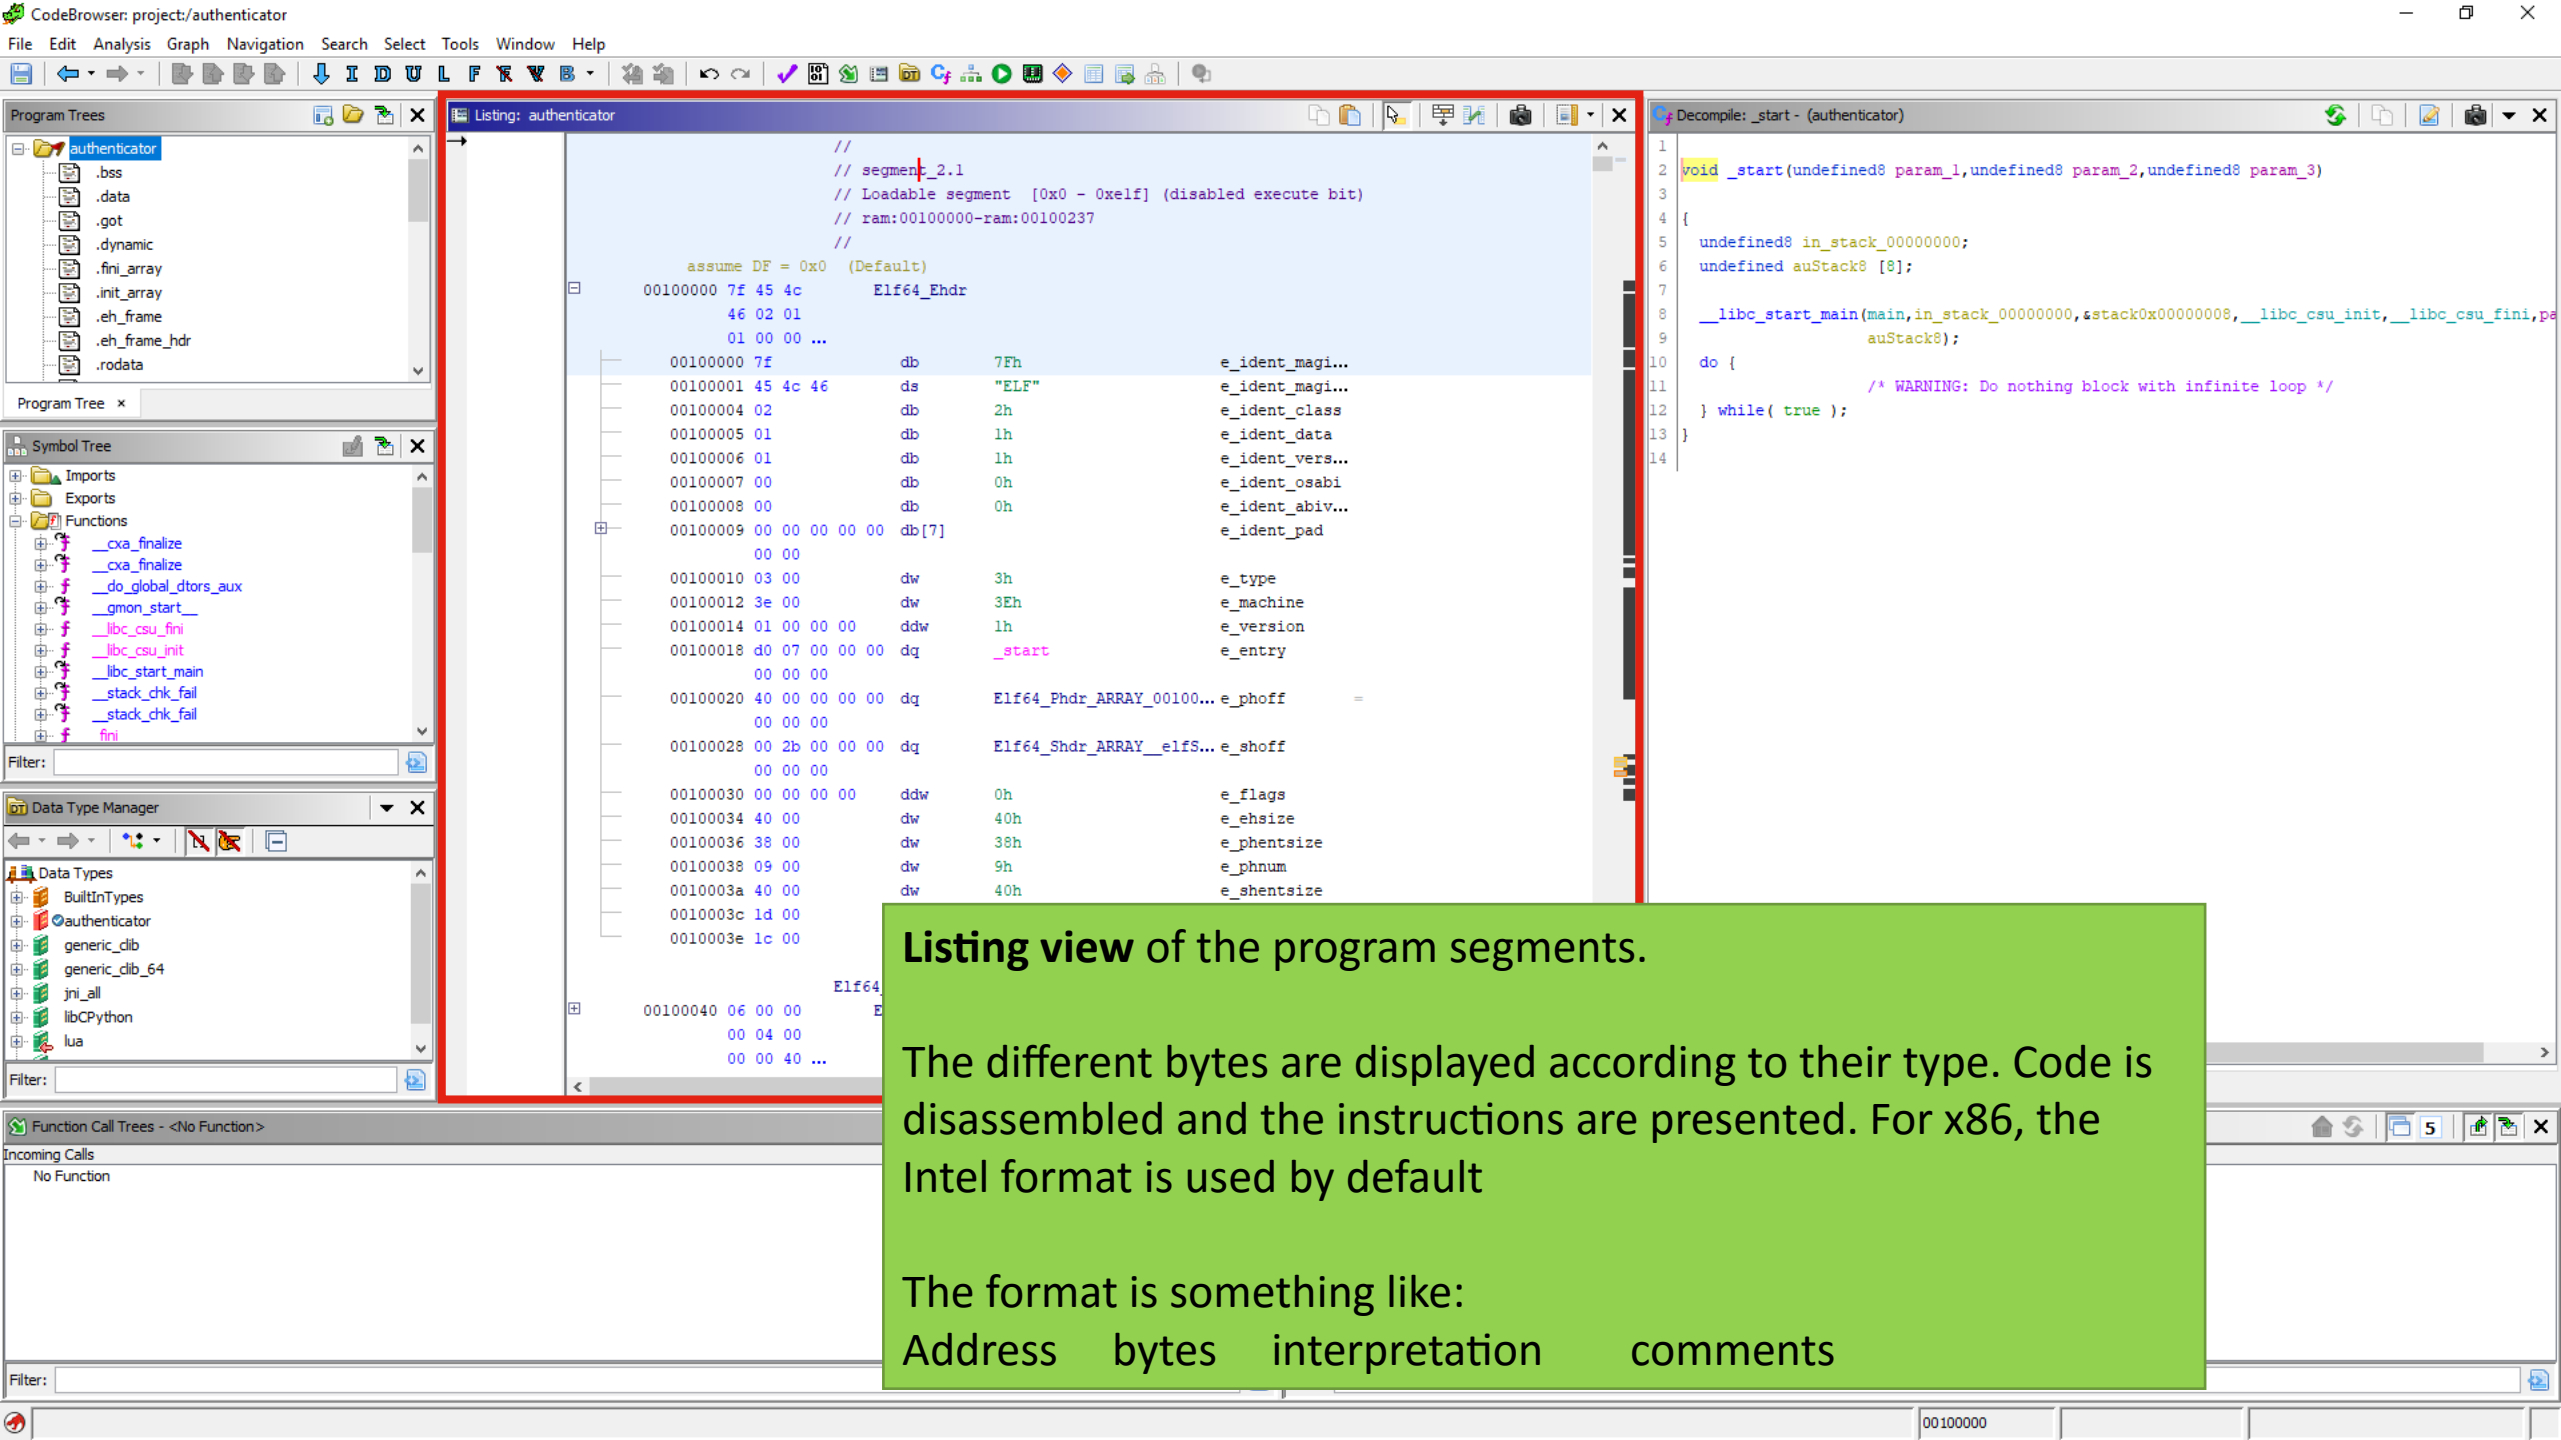 CodeBrowser: project:/authenticator
File Edit Analysis Graph Navigation Search Select Tools Window Help
I D U L F R V B
Program Trees
authenticator
.bss
.data
.got
.dynamic
.fini_array
.init_array
.eh_frame
.eh_frame_hdr
.rodata
Program Tree ×
Symbol Tree
Imports
Exports
Functions
__cxa_finalize
__cxa_finalize
__do_global_dtors_aux
__gmon_start__
__libc_csu_fini
__libc_csu_init
__libc_start_main
__stack_chk_fail
__stack_chk_fail
_fini
Filter:
Data Type Manager
Data Types
BuiltInTypes
authenticator
generic_clib
generic_clib_64
jni_all
libCPython
lua
Filter:
Listing: authenticator
//
// segment_2.1
// Loadable segment [0x0 - 0xe1f] (disabled execute bit)
// ram:00100000-ram:00100237
//
assume DF = 0x0 (Default)
00100000 7f 45 4c Elf64_Ehdr
46 02 01
01 00 00 ...
00100000 7f db 7Fh e_ident_magi...
00100001 45 4c 46 ds "ELF" e_ident_magi...
00100004 02 db 2h e_ident_class
00100005 01 db 1h e_ident_data
00100006 01 db 1h e_ident_vers...
00100007 00 db 0h e_ident_osabi
00100008 00 db 0h e_ident_abiv...
00100009 00 00 00 00 00 db[7] e_ident_pad
00 00
00100010 03 00 dw 3h e_type
00100012 3e 00 dw 3Eh e_machine
00100014 01 00 00 00 ddw 1h e_version
00100018 d0 07 00 00 00 dq _start e_entry
00 00 00
00100020 40 00 00 00 00 dq Elf64_Phdr_ARRAY_00100... e_phoff =
00 00 00
00100028 00 2b 00 00 00 dq Elf64_Shdr_ARRAY__elfS... e_shoff
00 00 00
00100030 00 00 00 00 ddw 0h e_flags
00100034 40 00 dw 40h e_ehsize
00100036 38 00 dw 38h e_phentsize
00100038 09 00 dw 9h e_phnum
0010003a 40 00 dw 40h e_shentsize
0010003c 1d 00
0010003e 1c 00
Elf64_
00100040 06 00 00 E
00 04 00
00 00 40 ...
Decompile: _start - (authenticator)
1
2 void _start(undefined8 param_1,undefined8 param_2,undefined8 param_3)
3
4 {
5 undefined8 in_stack_00000000;
6 undefined auStack8 [8];
7
8 __libc_start_main(main,in_stack_00000000,&stack0x00000008,__libc_csu_init,__libc_csu_fini,pa
9 auStack8);
10 do {
11 /* WARNING: Do nothing block with infinite loop */
12 } while( true );
13 }
14
Function Call Trees - <No Function>
5
Incoming Calls
No Function
Filter:
Listing view of the program segments.
The different bytes are displayed according to their type. Code is
disassembled and the instructions are presented. For x86, the
Intel format is used by default
The format is something like:
Address bytes interpretation comments
00100000